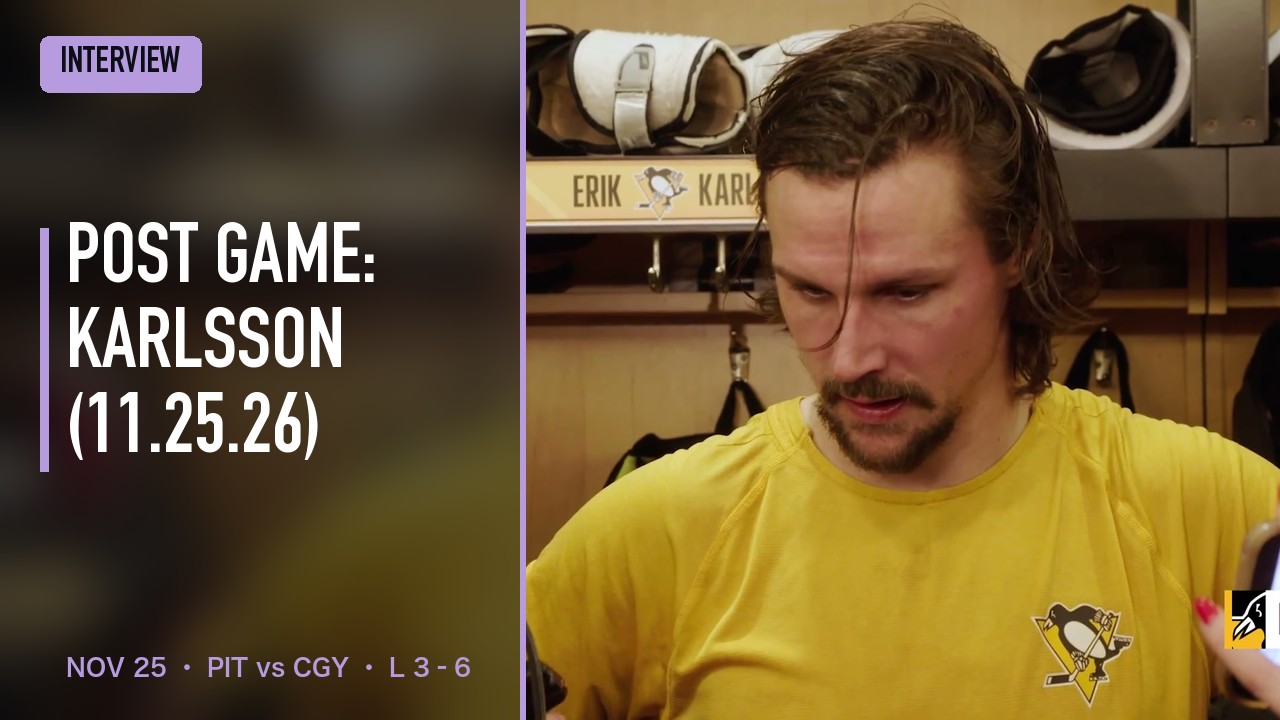 INTERVIEW
POST GAME:
KARLSSON
(11.25.26)
NOV 25 • PIT vs CGY • L 3 - 6
ERIK KARL